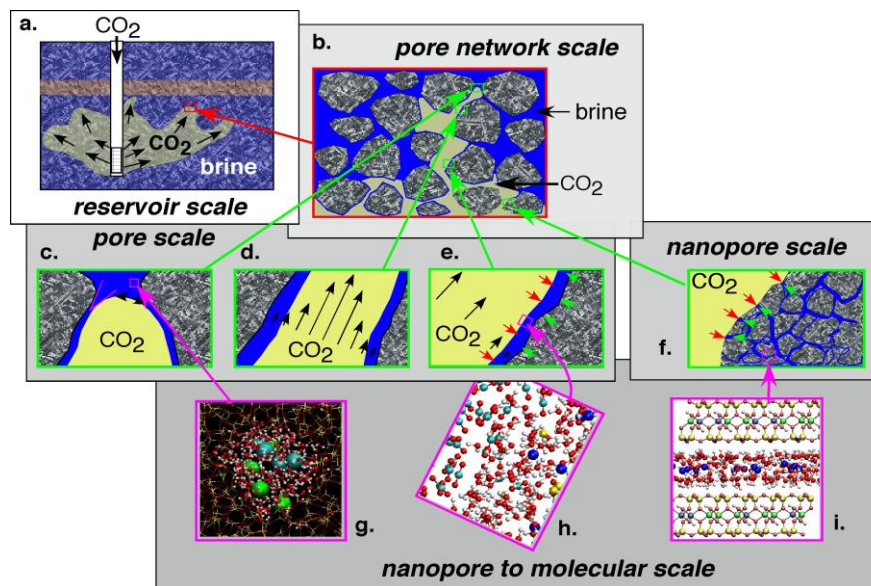 a.
CO2
CO2
brine
reservoir scale
b.
pore network scale
brine
CO2
pore scale
c.
CO2
d.
CO2
e.
CO2
nanopore scale
CO2
f.
g.
h.
i.
nanopore to molecular scale